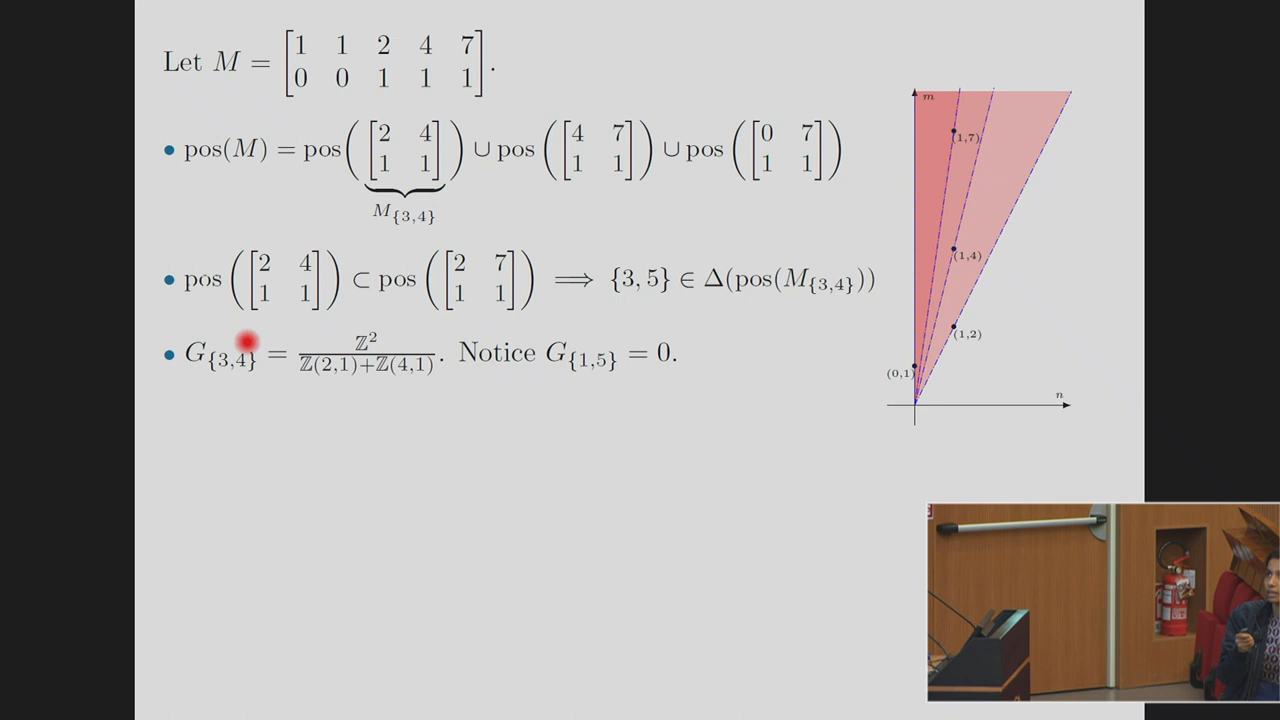 Let M = [1 1 2 4 7; 0 0 1 1 1].
• pos(M) = pos([2 4; 1 1]) ∪ pos([4 7; 1 1]) ∪ pos([0 7; 1 1])
M_{3,4}
• pos([2 4; 1 1]) ⊂ pos([2 7; 1 1]) ⟹ {3, 5} ∈ Δ(pos(M_{3,4}))
• G_{3,4} = ℤ²/(ℤ(2,1)+ℤ(4,1)). Notice G_{1,5} = 0.
m
(1,7)
(1,4)
(1,2)
(0,1)
n